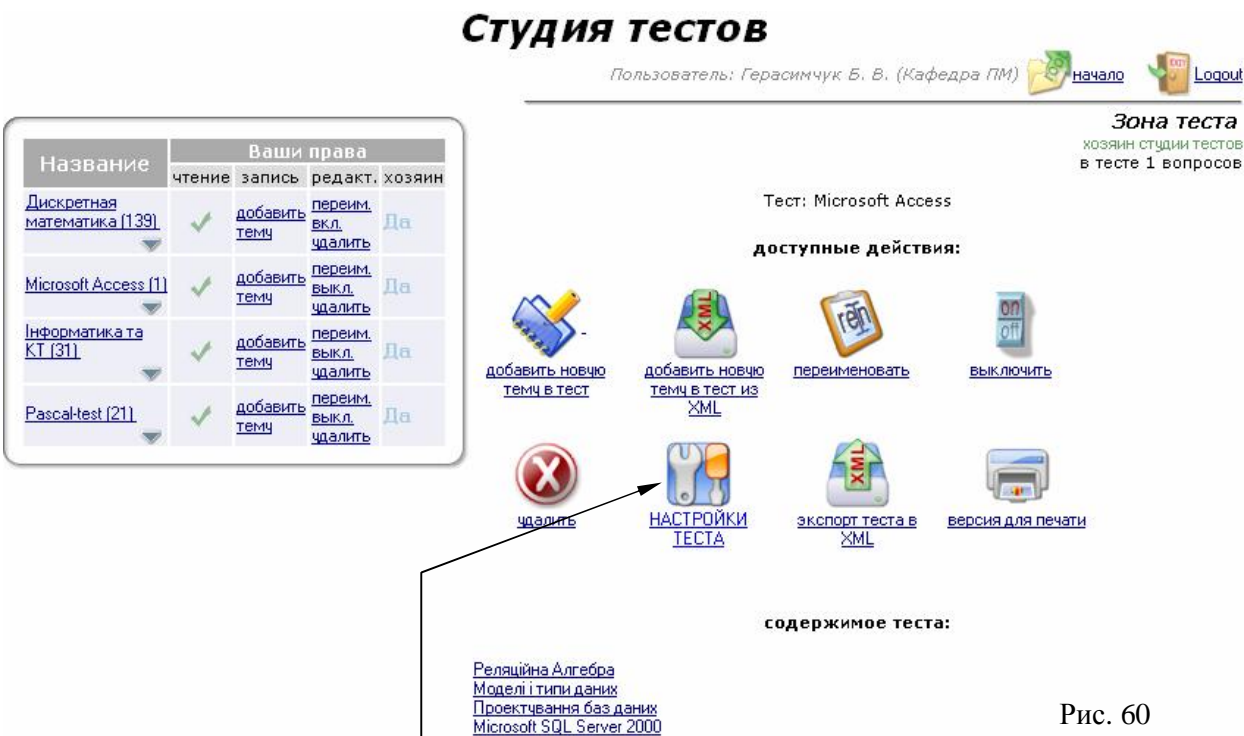 Студия тестов
Пользователь: Герасимчук Б. В. (Кафедра ПМ) начало Logout
Зона теста
хозяин студии тестов
в тесте 1 вопросов
Название Ваши права
чтение запись редакт. хозяин
Дискретная математика (139) добавить тему переим. вкл. удалить Да
Microsoft Access (1) добавить тему переим. выкл. удалить Да
Інформатика та КТ (31) добавить тему переим. выкл. удалить Да
Pascal-test (21) добавить тему переим. выкл. удалить Да
Тест: Microsoft Access
доступные действия:
XML
on
off
добавить новую тему в тест
добавить новую тему в тест из XML
переименовать
выключить
XML
удалить
НАСТРОЙКИ ТЕСТА
экспорт теста в XML
версия для печати
содержимое теста:
Реляційна Алгебра
Моделі і типи даних
Проектування баз даних
Microsoft SQL Server 2000
Рис. 60